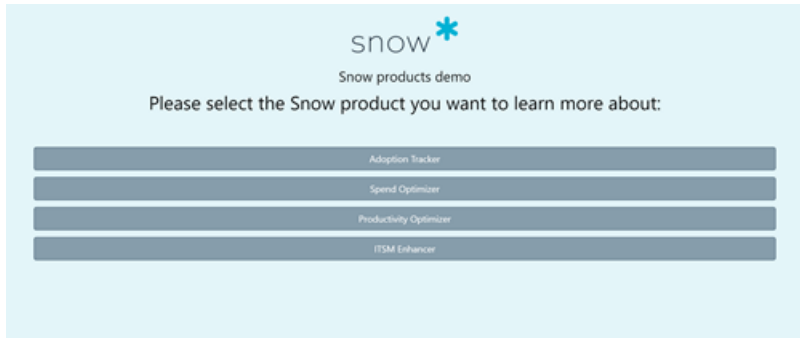 snow
Snow products demo
Please select the Snow product you want to learn more about:
Adoption Tracker
Spend Optimizer
Productivity Optimizer
ITSM Enhancer